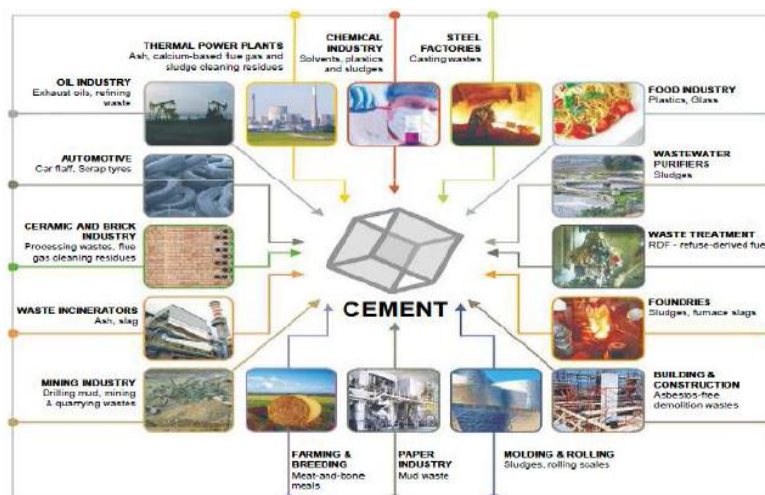 THERMAL POWER PLANTS
Ash, calcium-based flue gas and
sludge cleaning residues
CHEMICAL
INDUSTRY
Solvents, plastics
and sludges
STEEL
FACTORIES
Casting wastes
OIL INDUSTRY
Exhaust oils, refining
waste
FOOD INDUSTRY
Plastics, Glass
AUTOMOTIVE
Car flaff, Scrap tyres
WASTEWATER
PURIFIERS
Sludges
CERAMIC AND BRICK
INDUSTRY
Processing wastes, flue
gas cleaning residues
WASTE TREATMENT
RDF - refuse-derived fue
WASTE INCINERATORS
Ash, slag
CEMENT
FOUNDRIES
Sludges, furnace slags
MINING INDUSTRY
Drilling mud, mining
& quarrying wastes
BUILDING &
CONSTRUCTION
Asbestos-free
demolition wastes
FARMING &
BREEDING
Meat-and-bone
meals
PAPER
INDUSTRY
Mud waste
MOLDING & ROLLING
Sludges, rolling scales